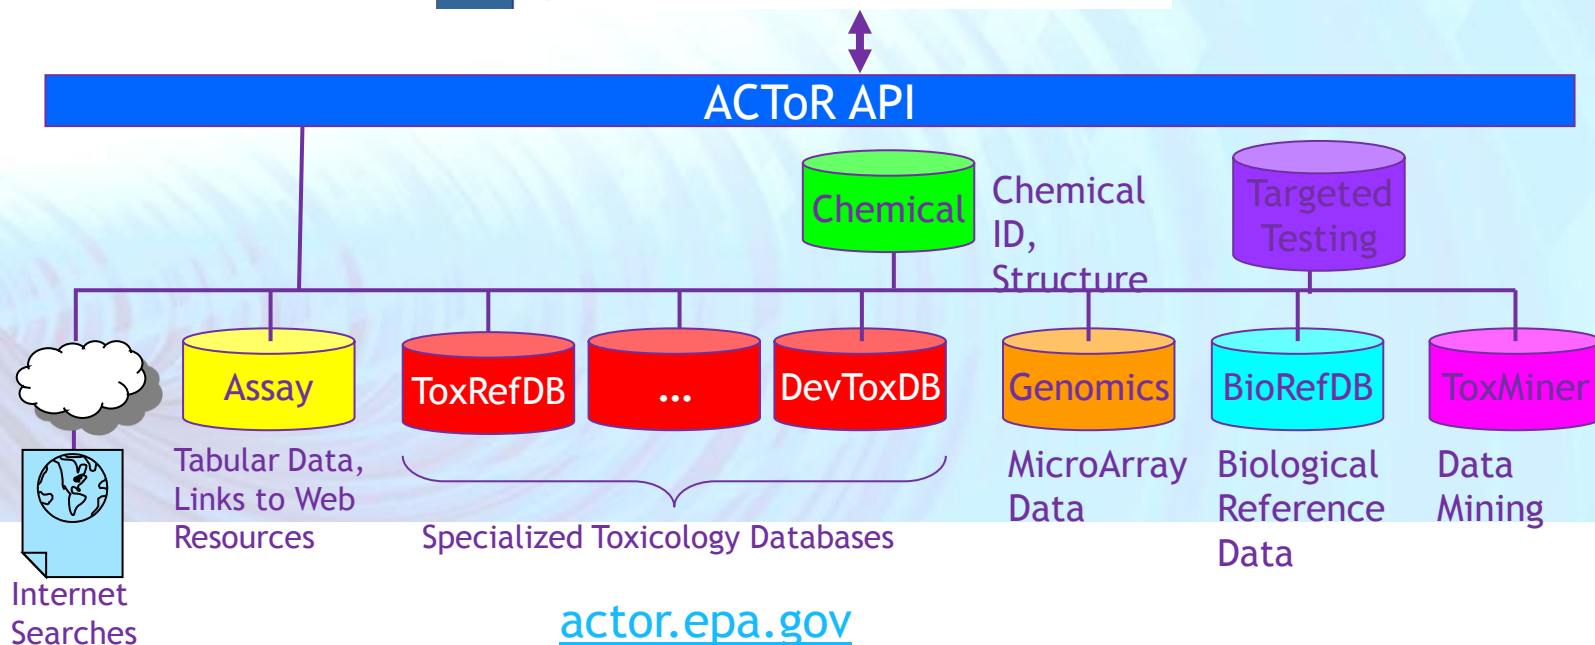 ACToR API
Chemical
Chemical
ID,
Structure
Targeted
Testing
Assay
ToxRefDB
...
DevToxDB
Genomics
BioRefDB
ToxMiner
Tabular Data,
Links to Web
Resources
Specialized Toxicology Databases
MicroArray
Data
Biological
Reference
Data
Data
Mining
Internet
Searches
actor.epa.gov